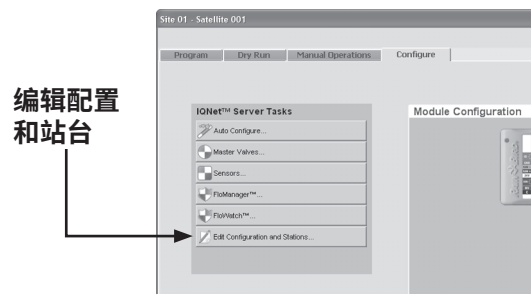 Site 01 - Satellite 001
Program
Dry Run
Manual Operations
Configure
编辑配置
和站台
IQNet™ Server Tasks
Auto Configure...
Master Valves...
Sensors...
FloManager™...
FloWatch™...
Edit Configuration and Stations...
Module Configuration